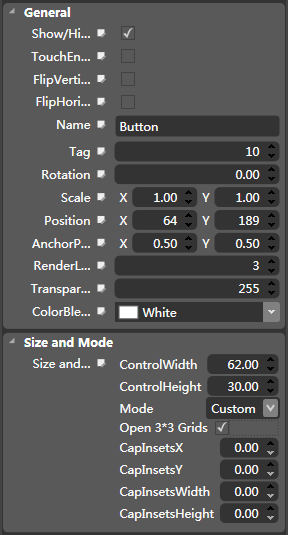 General
Show/Hi...
TouchEn...
FlipVerti...
FlipHori...
Name Button
Tag 10
Rotation 0.00
Scale X 1.00 Y 1.00
Position X 64 Y 189
AnchorP... X 0.50 Y 0.50
RenderL... 3
Transpar... 255
ColorBle... White
Size and Mode
Size and... ControlWidth 62.00
ControlHeight 30.00
Mode Custom
Open 3*3 Grids
CapInsetsX 0.00
CapInsetsY 0.00
CapInsetsWidth 0.00
CapInsetsHeight 0.00